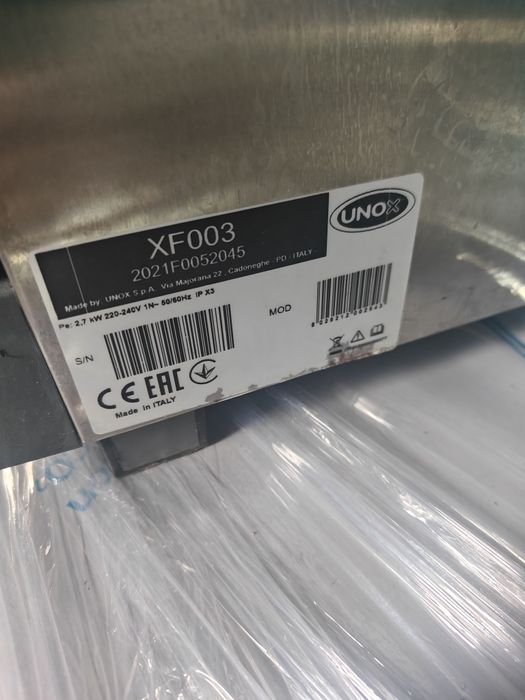 UNOX
XF003
2021F0052045
Made by UNOX S.p.A. Via Majorana 22, Cadoneghe - PD - ITALY
Pe: 2,7 kW 220-240V 1N~ 50/60Hz IP X3
S/N
MOD
CE EAC
Made in ITALY